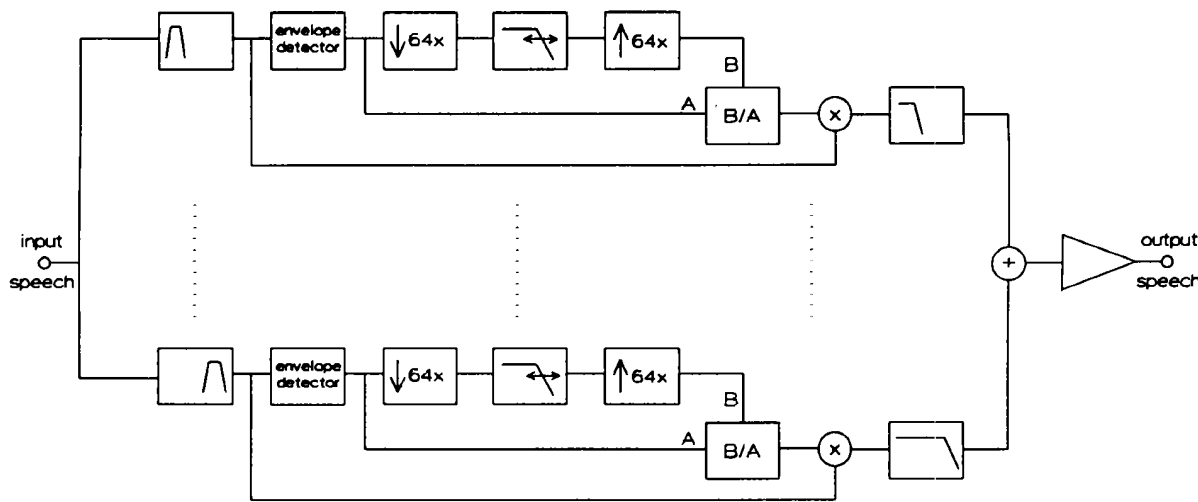 envelope
detector
↓64x
↑64x
B
A
B/A
x
input
speech
+
output
speech
envelope
detector
↓64x
↑64x
B
A
B/A
x